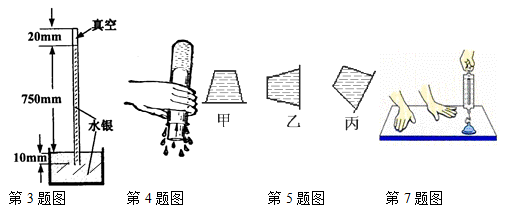 真空
20mm
750mm
水银
10mm
甲
乙
丙
第 3 题图
第 4 题图
第 5 题图
第 7 题图